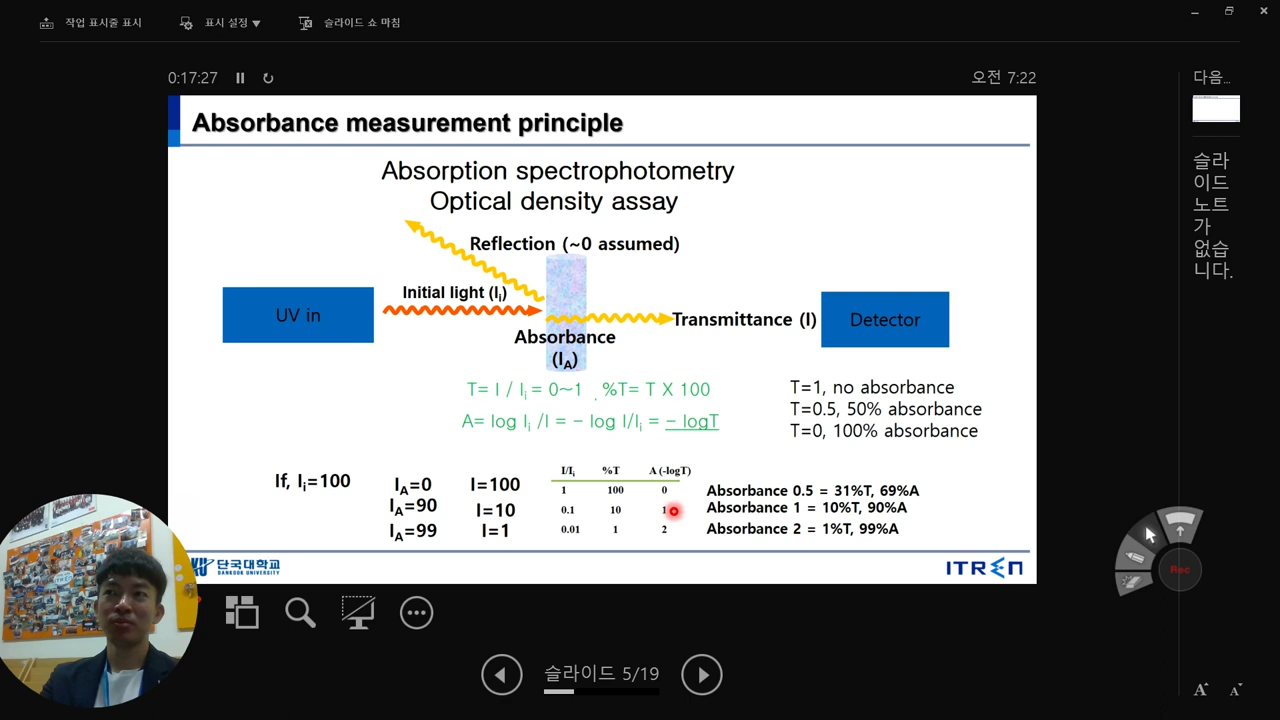 작업 표시줄 표시
표시 설정 ▼
슬라이드 쇼 마침
0:17:27
오전 7:22
다음...
Absorbance measurement principle
Absorption spectrophotometry
Optical density assay
Reflection (~0 assumed)
Initial light (Ii)
UV in
Transmittance (I)
Detector
Absorbance
(IA)
T= I / Ii = 0~1 , %T= T X 100
A= log Ii /I = − log I/Ii = − logT
T=1, no absorbance
T=0.5, 50% absorbance
T=0, 100% absorbance
If, Ii=100
IA=0 I=100
IA=90 I=10
IA=99 I=1
I/Ii %T A (-logT)
1 100 0
0.1 10 1
0.01 1 2
Absorbance 0.5 = 31%T, 69%A
Absorbance 1 = 10%T, 90%A
Absorbance 2 = 1%T, 99%A
단국대학교
DANKOOK UNIVERSITY
ITREN
슬라
이드
노트
가
없습
니다.
Rec
ITREN
슬라이드 5/19
A
A